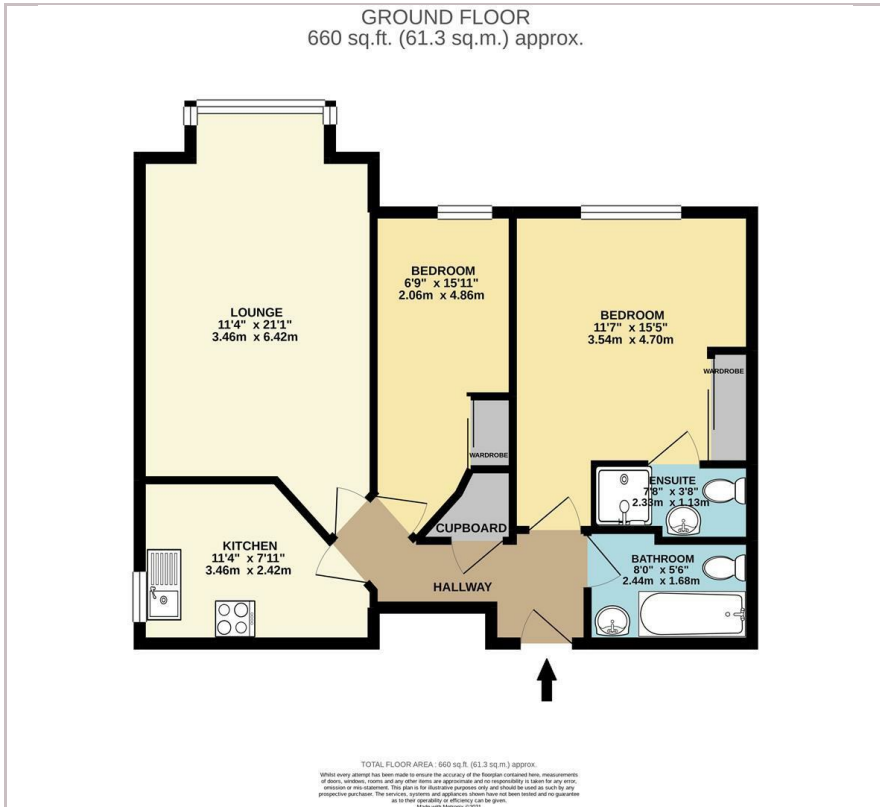 GROUND FLOOR
660 sq.ft. (61.3 sq.m.) approx.
LOUNGE
11'4" x 21'1"
3.46m x 6.42m
BEDROOM
6'9" x 15'11"
2.06m x 4.86m
BEDROOM
11'7" x 15'5"
3.54m x 4.70m
WARDROBE
WARDROBE
ENSUITE
7'8" x 3'8"
2.33m x 1.13m
CUPBOARD
KITCHEN
11'4" x 7'11"
3.46m x 2.42m
HALLWAY
BATHROOM
8'0" x 5'6"
2.44m x 1.68m
TOTAL FLOOR AREA : 660 sq.ft. (61.3 sq.m.) approx.
Whilst every attempt has been made to ensure the accuracy of the floorplan contained here, measurements
of doors, windows, rooms and any other items are approximate and no responsibility is taken for any error,
omission or mis-statement. This plan is for illustrative purposes only and should be used as such by any
prospective purchaser. The services, systems and appliances shown have not been tested and no guarantee
as to their operability or efficiency can be given.
Made with Metropix ©2021